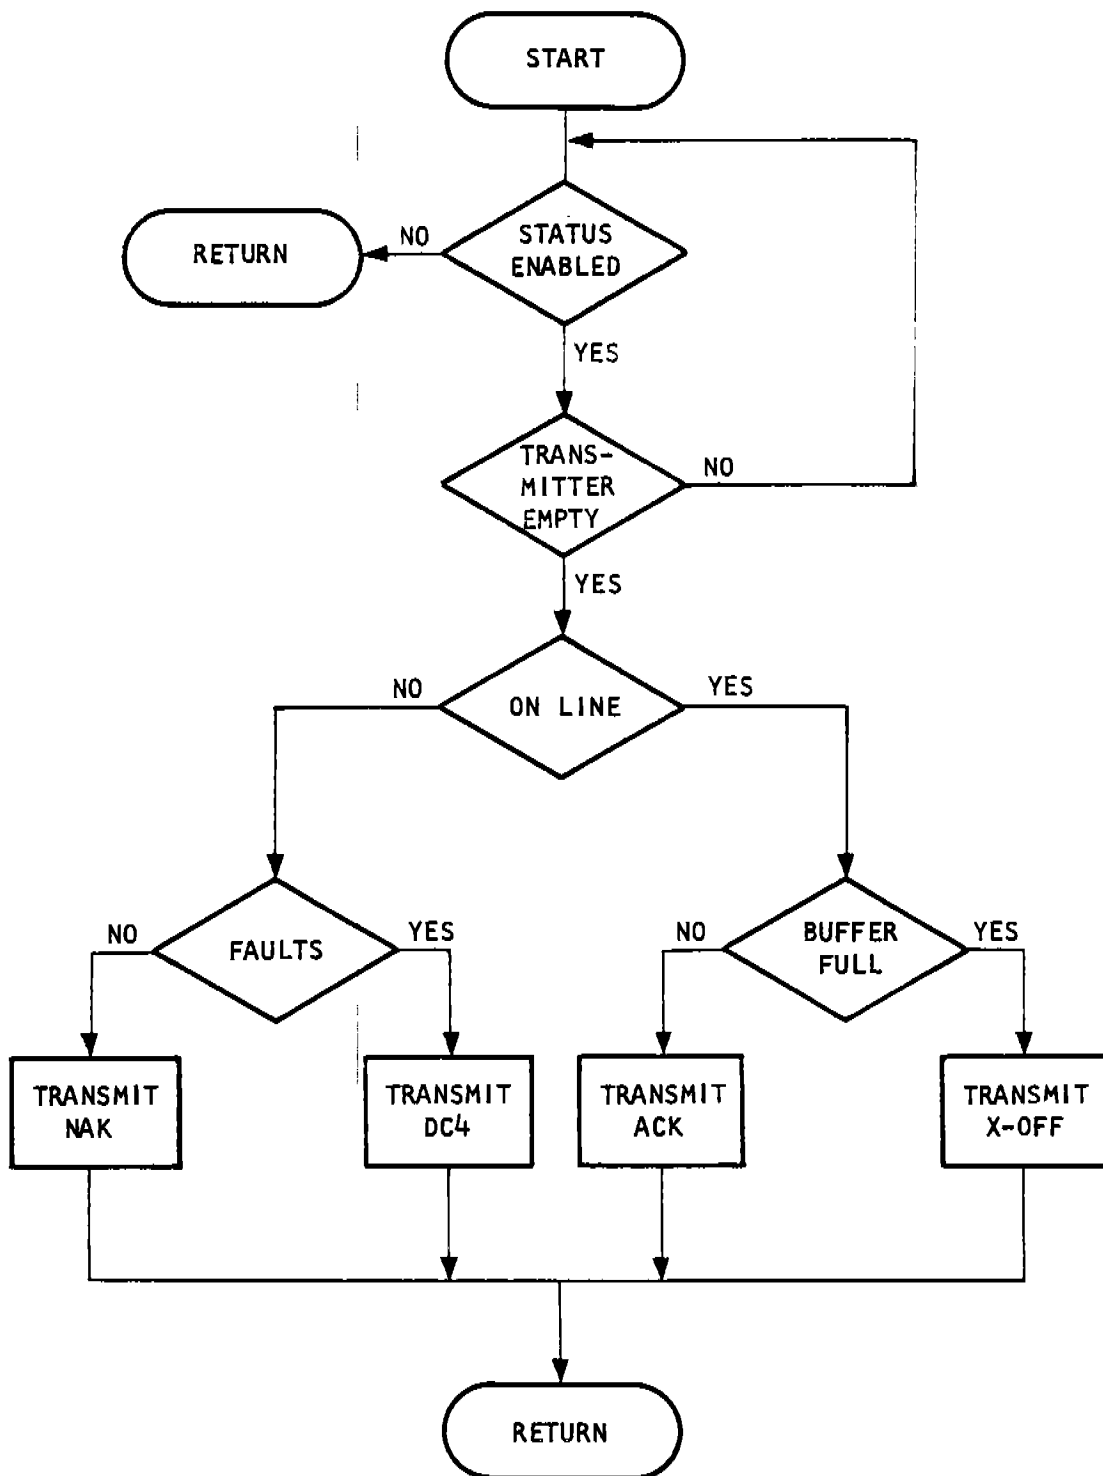 START
NO
RETURN
STATUS
ENABLED
YES
TRANS-
MITTER
EMPTY
NO
YES
NO
ON LINE
YES
NO
FAULTS
YES
NO
BUFFER
FULL
YES
TRANSMIT
NAK
TRANSMIT
DC4
TRANSMIT
ACK
TRANSMIT
X-OFF
RETURN